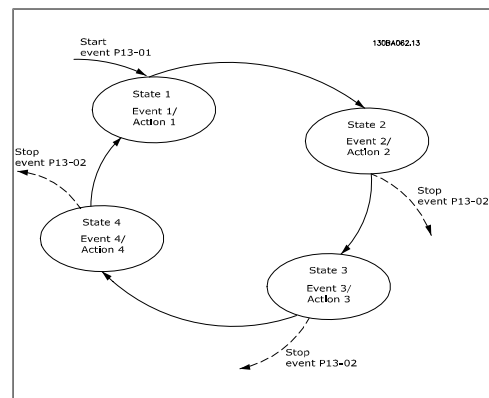 Start
event P13-01
130BA062.13
State 1
Event 1/
Action 1
State 2
Event 2/
Action 2
Stop
event P13-02
Stop
event P13-02
State 4
Event 4/
Action 4
State 3
Event 3/
Action 3
Stop
event P13-02